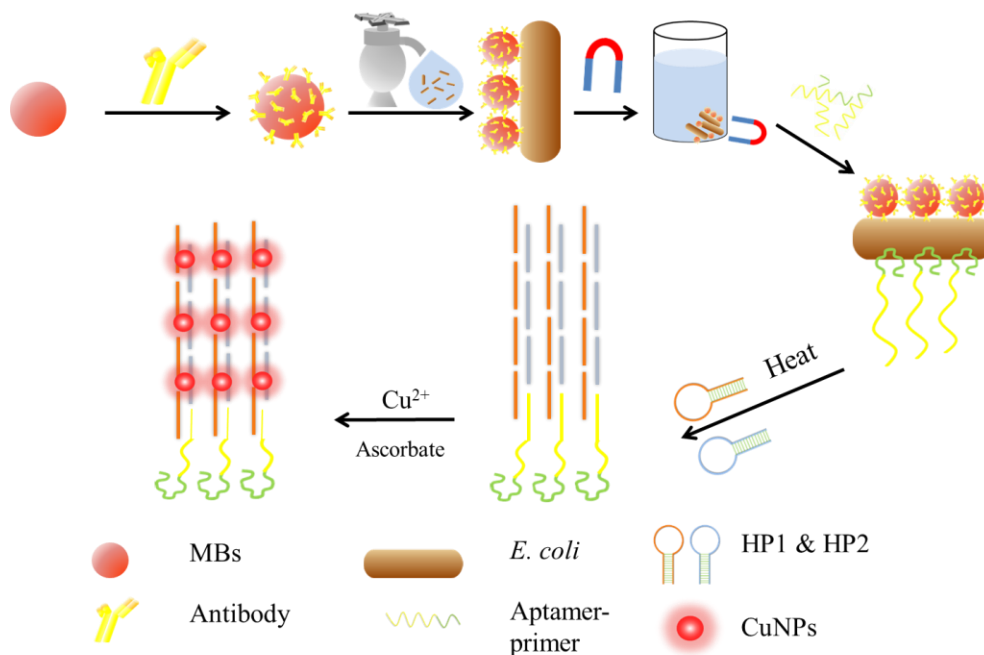 Heat
Cu²⁺
Ascorbate
MBs
E. coli
HP1 & HP2
Antibody
Aptamer-
primer
CuNPs